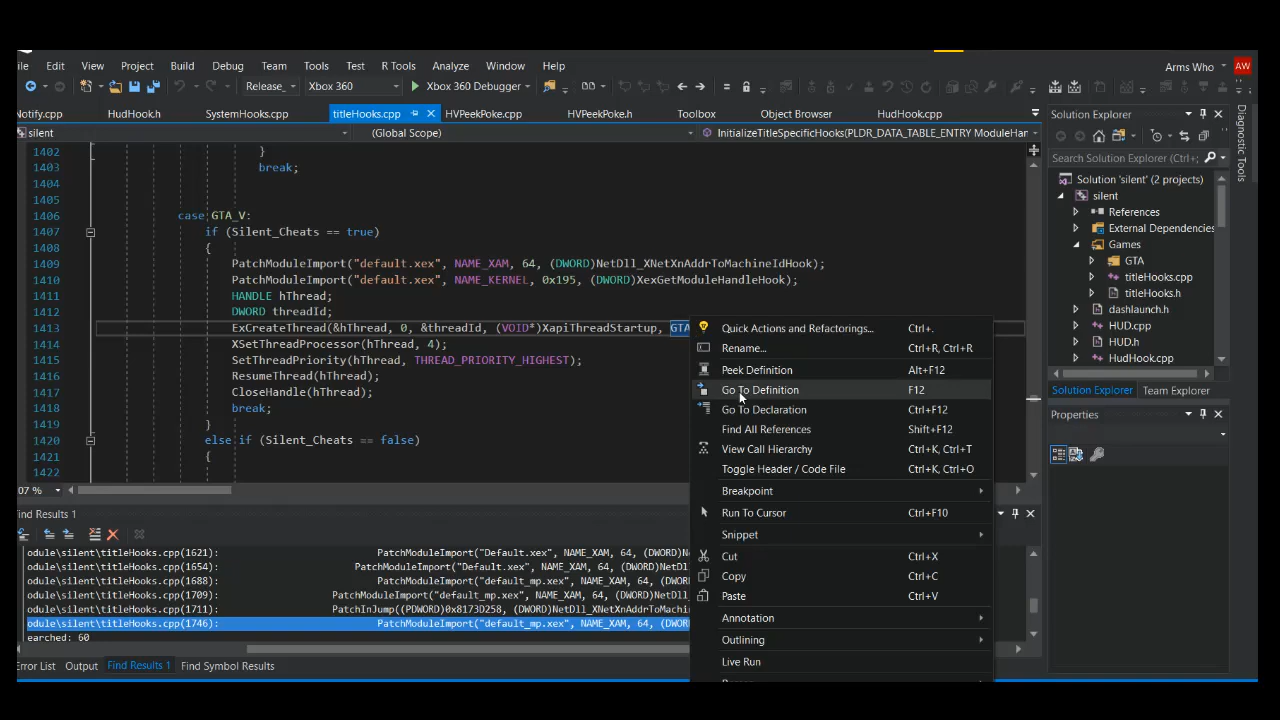 ile Edit View Project Build Debug Team Tools Test R Tools Analyze Window Help Arms Who AW
Release Xbox 360 Xbox 360 Debugger
Notify.cpp HudHook.h SystemHooks.cpp titleHooks.cpp HVPeekPoke.cpp HVPeekPoke.h Toolbox Object Browser HudHook.cpp
silent (Global Scope) InitializeTitleSpecificHooks(PLDR_DATA_TABLE_ENTRY ModuleHan
1402 }
1403 break;
1404
1405
1406 case GTA_V:
1407 if (Silent_Cheats == true)
1408 {
1409 PatchModuleImport("default.xex", NAME_XAM, 64, (DWORD)NetDll_XNetXnAddrToMachineIdHook);
1410 PatchModuleImport("default.xex", NAME_KERNEL, 0x195, (DWORD)XexGetModuleHandleHook);
1411 HANDLE hThread;
1412 DWORD threadId;
1413 ExCreateThread(&hThread, 0, &threadId, (VOID*)XapiThreadStartup, GTA
1414 XSetThreadProcessor(hThread, 4);
1415 SetThreadPriority(hThread, THREAD_PRIORITY_HIGHEST);
1416 ResumeThread(hThread);
1417 CloseHandle(hThread);
1418 break;
1419 }
1420 else if (Silent_Cheats == false)
1421 {
1422
07 %
Quick Actions and Refactorings... Ctrl+.
Rename... Ctrl+R, Ctrl+R
Peek Definition Alt+F12
Go To Definition F12
Go To Declaration Ctrl+F12
Find All References Shift+F12
View Call Hierarchy Ctrl+K, Ctrl+T
Toggle Header / Code File Ctrl+K, Ctrl+O
Breakpoint
Run To Cursor Ctrl+F10
Snippet
Cut Ctrl+X
Copy Ctrl+C
Paste Ctrl+V
Annotation
Outlining
Live Run
ind Results 1
odule\silent\titleHooks.cpp(1621): PatchModuleImport("Default.xex", NAME_XAM, 64, (DWORD)N
odule\silent\titleHooks.cpp(1654): PatchModuleImport("Default.xex", NAME_XAM, 64, (DWORD)Net
odule\silent\titleHooks.cpp(1688): PatchModuleImport("default_mp.xex", NAME_XAM, 64, (DWOR
odule\silent\titleHooks.cpp(1709): PatchModuleImport("default_mp.xex", NAME_XAM, 64, (DWORD)Net
odule\silent\titleHooks.cpp(1711): PatchInJump((PDWORD)0x8173D258, (DWORD)NetDll_XNetXnAddrToMachin
odule\silent\titleHooks.cpp(1746): PatchModuleImport("default_mp.xex", NAME_XAM, 64, (DWOR
earched: 60
Error List Output Find Results 1 Find Symbol Results
Solution Explorer
Search Solution Explorer (Ctrl+;
Solution 'silent' (2 projects)
silent
References
External Dependencies
Games
GTA
titleHooks.cpp
titleHooks.h
dashlaunch.h
HUD.cpp
HUD.h
HudHook.cpp
Solution Explorer Team Explorer
Properties
Diagnostic Tools